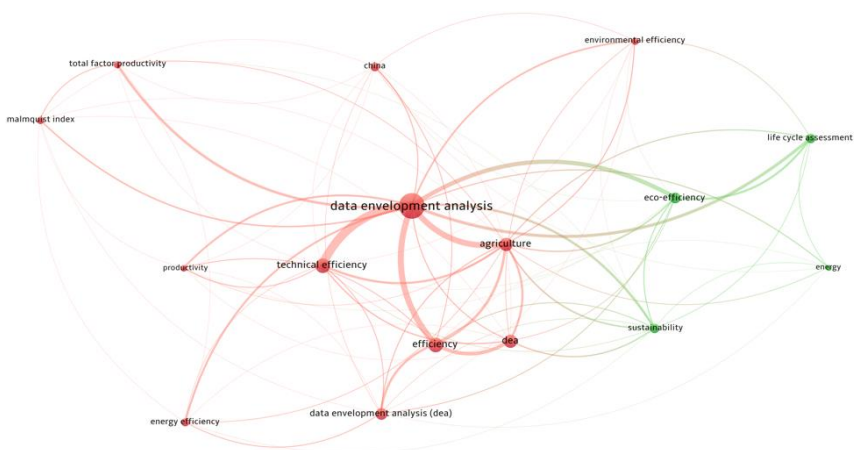 environmental efficiency
total factor productivity
china
malmquist index
life cycle assessment
eco-efficiency
data envelopment analysis
agriculture
technical efficiency
productivity
energy
sustainability
efficiency
dea
data envelopment analysis (dea)
energy efficiency